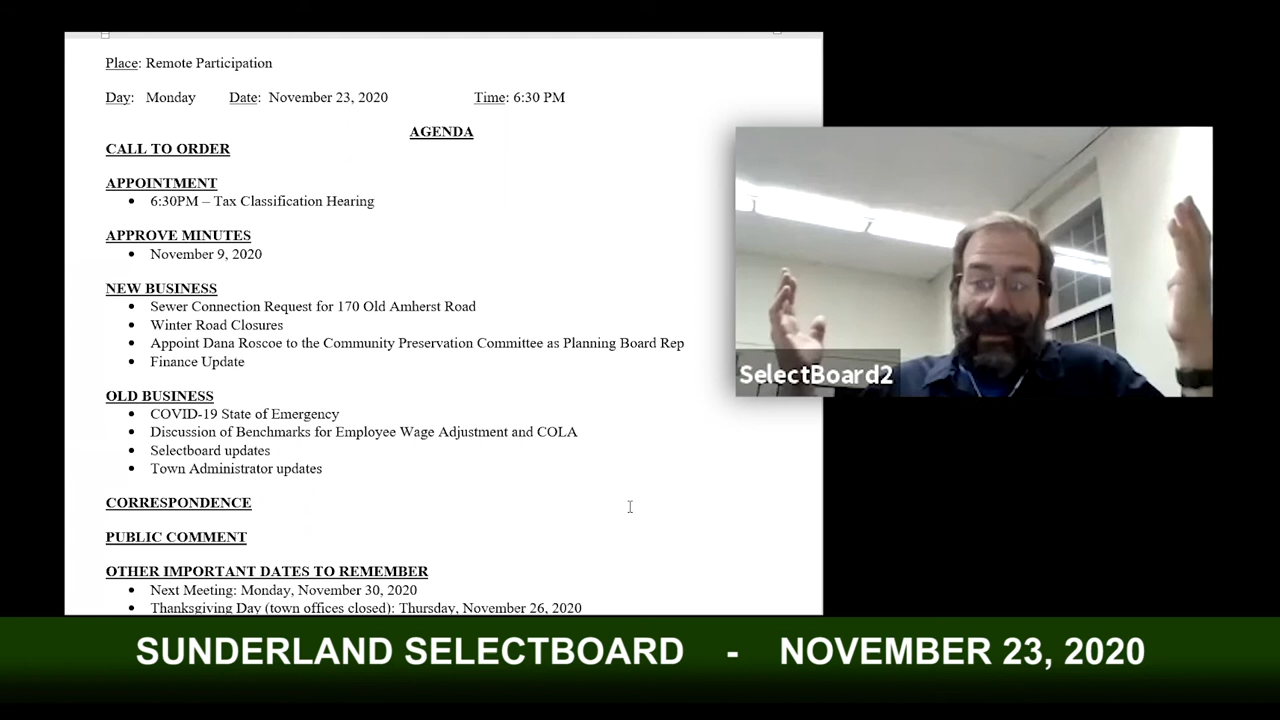 Place: Remote Participation
Day: Monday Date: November 23, 2020 Time: 6:30 PM
AGENDA
CALL TO ORDER
APPOINTMENT
• 6:30PM – Tax Classification Hearing
APPROVE MINUTES
• November 9, 2020
NEW BUSINESS
• Sewer Connection Request for 170 Old Amherst Road
• Winter Road Closures
• Appoint Dana Roscoe to the Community Preservation Committee as Planning Board Rep
• Finance Update
OLD BUSINESS
• COVID-19 State of Emergency
• Discussion of Benchmarks for Employee Wage Adjustment and COLA
• Selectboard updates
• Town Administrator updates
CORRESPONDENCE
PUBLIC COMMENT
OTHER IMPORTANT DATES TO REMEMBER
• Next Meeting: Monday, November 30, 2020
• Thanksgiving Day (town offices closed): Thursday, November 26, 2020
SelectBoard2
SUNDERLAND SELECTBOARD - NOVEMBER 23, 2020